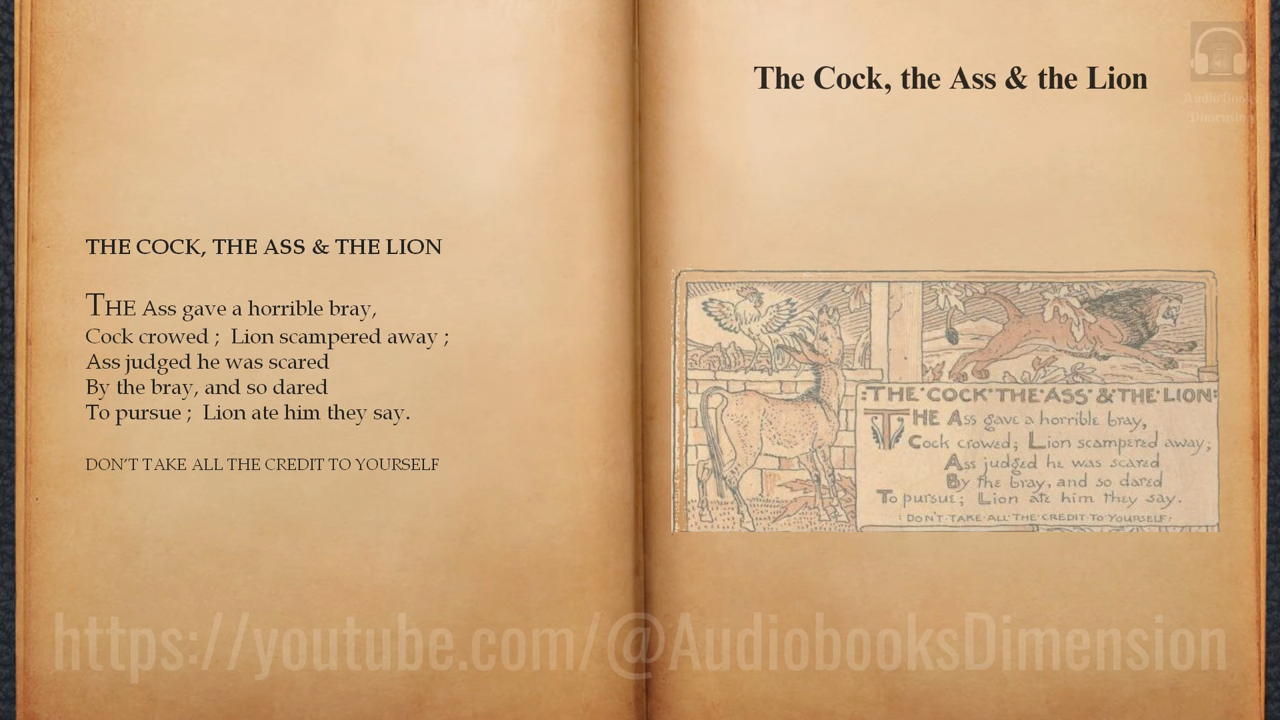 THE COCK, THE ASS & THE LION
THE Ass gave a horrible bray,
Cock crowed ; Lion scampered away ;
Ass judged he was scared
By the bray, and so dared
To pursue ; Lion ate him they say.
DON'T TAKE ALL THE CREDIT TO YOURSELF
The Cock, the Ass & the Lion
AudioBooks
Dimension
:THE·COCK·THE·ASS·&·THE·LION:
THE Ass gave a horrible bray,
Cock crowed; Lion scampered away;
Ass judged he was scared
By the bray, and so dared
To pursue; Lion ate him they say.
:DON'T·TAKE·ALL·THE·CREDIT·TO·YOURSELF:
https://youtube.com/@AudiobooksDimension